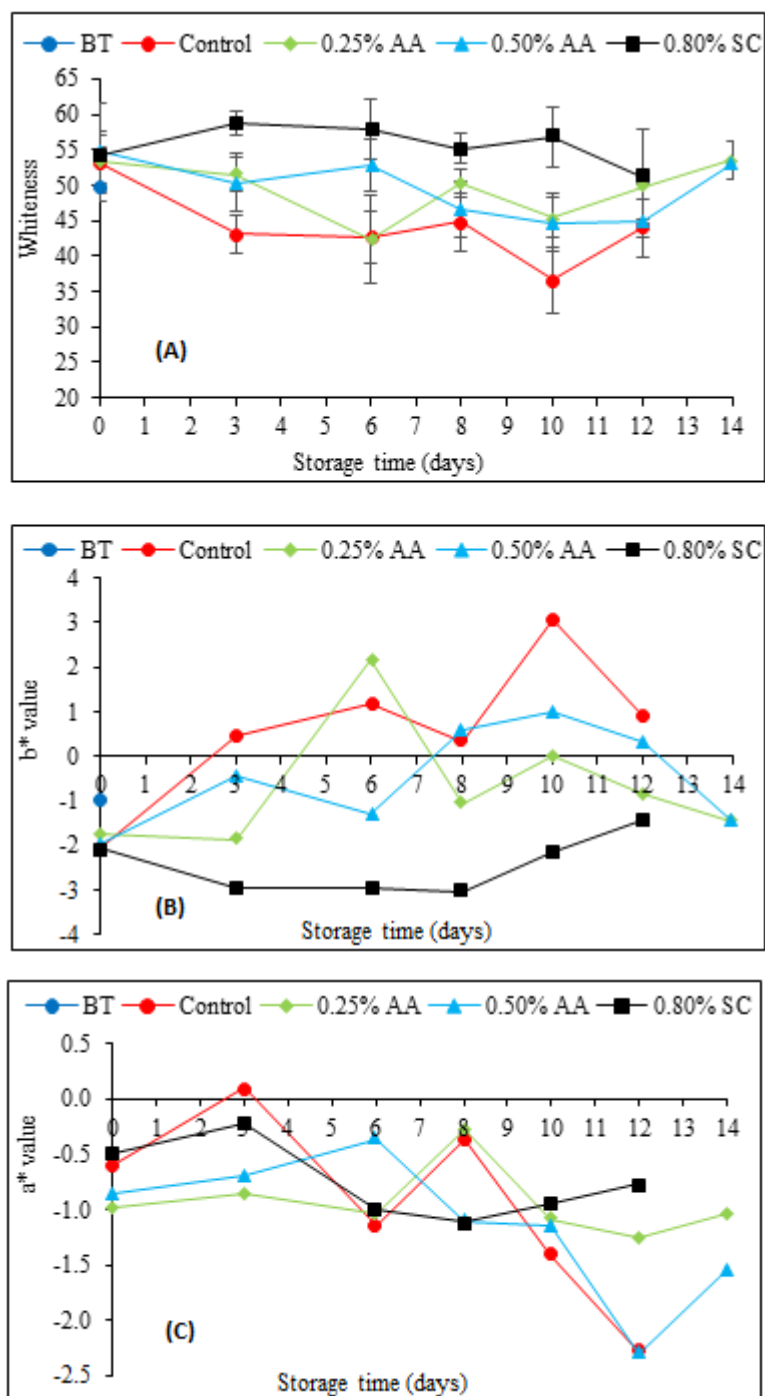 BT Control 0.25% AA 0.50% AA 0.80% SC
65
60
55
50
45
40
35
30
25
20
Whiteness
(A)
0 1 2 3 4 5 6 7 8 9 10 11 12 13 14
Storage time (days)
BT Control 0.25% AA 0.50% AA 0.80% SC
4
3
2
1
0
-1
-2
-3
-4
b* value
0 1 2 3 4 5 6 7 8 9 10 11 12 13 14
(B)
Storage time (days)
BT Control 0.25% AA 0.50% AA 0.80% SC
0.5
0.0
-0.5
-1.0
-1.5
-2.0
-2.5
a* value
0 1 2 3 4 5 6 7 8 9 10 11 12 13 14
(C)
Storage time (days)